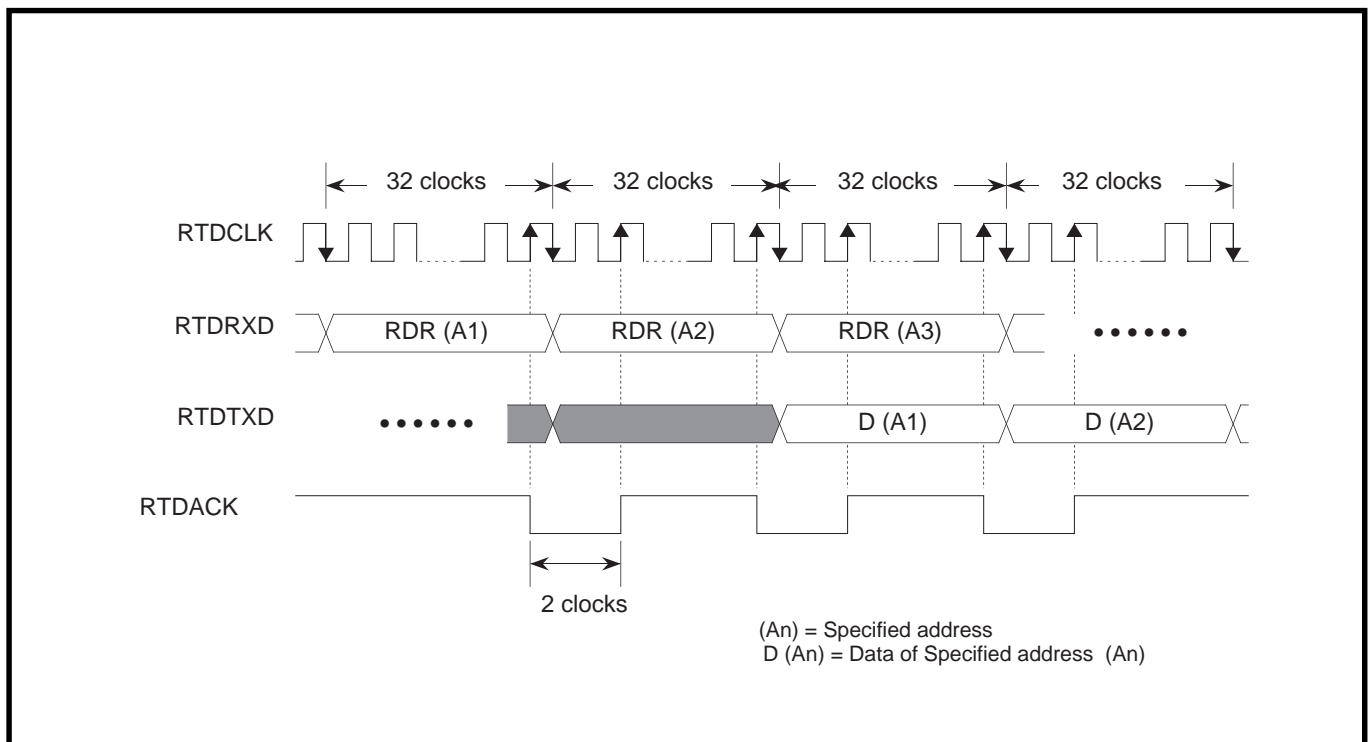 32 clocks 32 clocks 32 clocks 32 clocks
RTDCLK
RTDRXD RDR (A1) RDR (A2) RDR (A3) ••••••
RTDTXD •••••• D (A1) D (A2)
RTDACK
2 clocks
(An) = Specified address
D (An) = Data of Specified address (An)